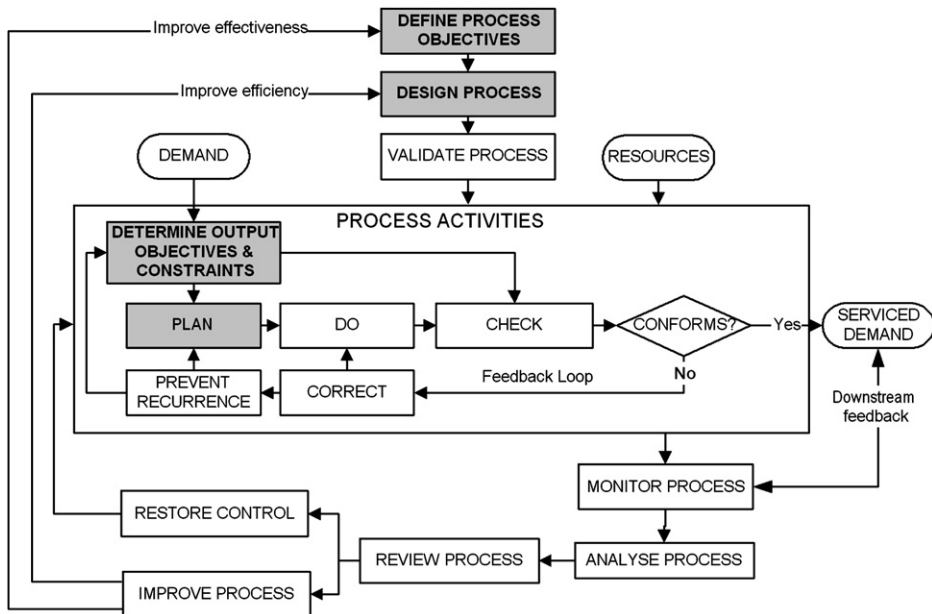 Improve effectiveness
DEFINE PROCESS
OBJECTIVES
Improve efficiency
DESIGN PROCESS
DEMAND
VALIDATE PROCESS
RESOURCES
PROCESS ACTIVITIES
DETERMINE OUTPUT
OBJECTIVES &
CONSTRAINTS
PLAN
DO
CHECK
CONFORMS?
Yes
SERVICED
DEMAND
No
Feedback Loop
PREVENT
RECURRENCE
CORRECT
Downstream
feedback
MONITOR PROCESS
RESTORE CONTROL
REVIEW PROCESS
ANALYSE PROCESS
IMPROVE PROCESS